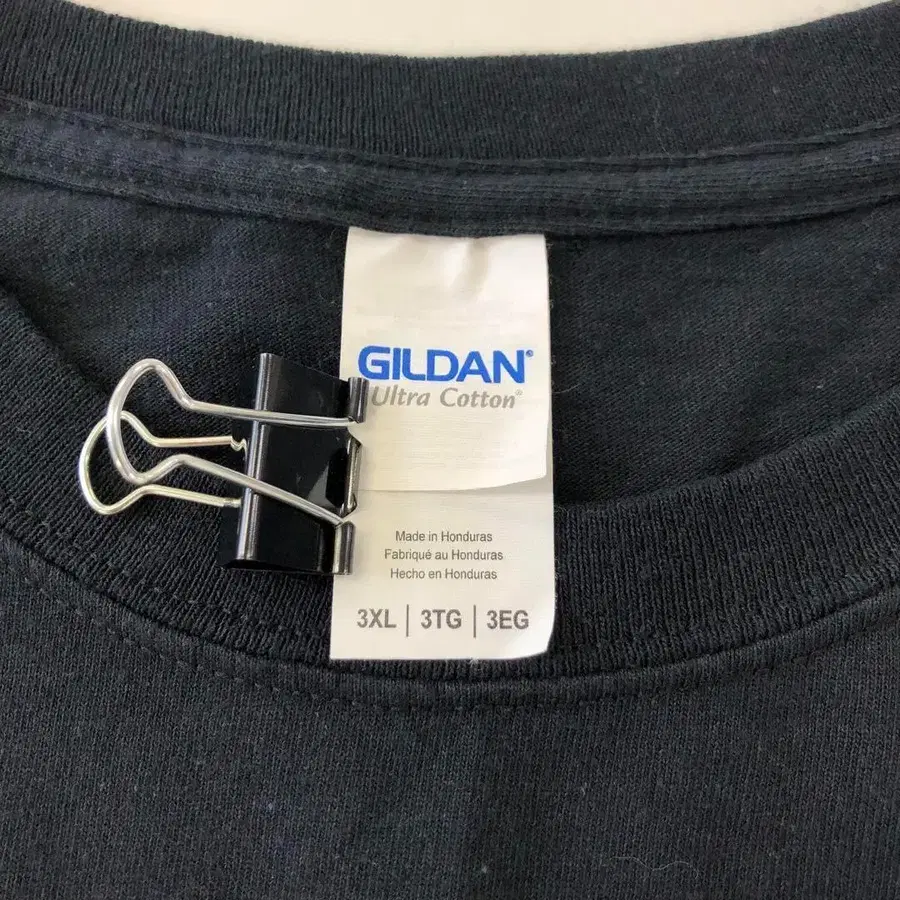 GILDAN®
Ultra Cotton®
Made in Honduras
Fabriqué au Honduras
Hecho en Honduras
3XL | 3TG | 3EG